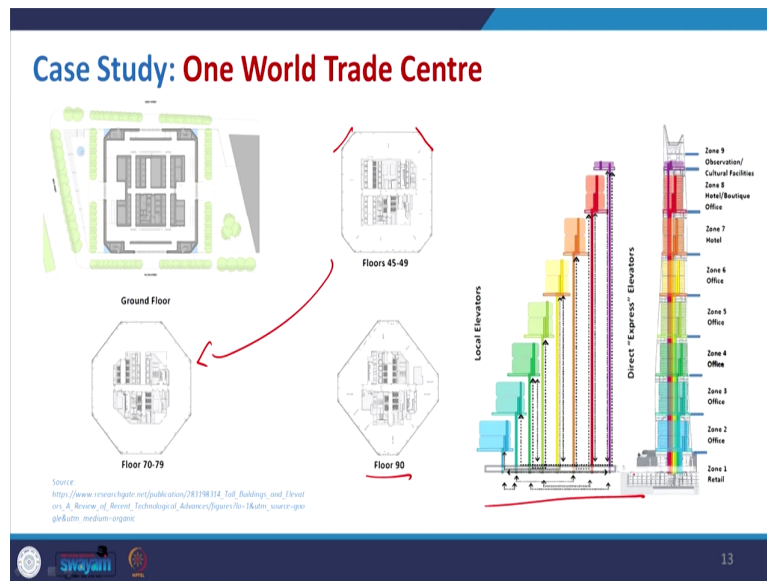 Case Study: One World Trade Centre
Ground Floor
Floors 45-49
Floor 70-79
Floor 90
Local Elevators
Direct "Express" Elevators
Zone 9
Observation/
Cultural Facilities
Zone 8
Hotel/Boutique
Office
Zone 7
Hotel
Zone 6
Office
Zone 5
Office
Zone 4
Office
Zone 3
Office
Zone 2
Office
Zone 1
Retail
Source:
https://www.researchgate.net/publication/283198314_Tall_Buildings_and_Elevat
ors_A_Review_of_Recent_Technological_Advances/figures?lo=1&utm_source=goo
gle&utm_medium=organic
swayam
13